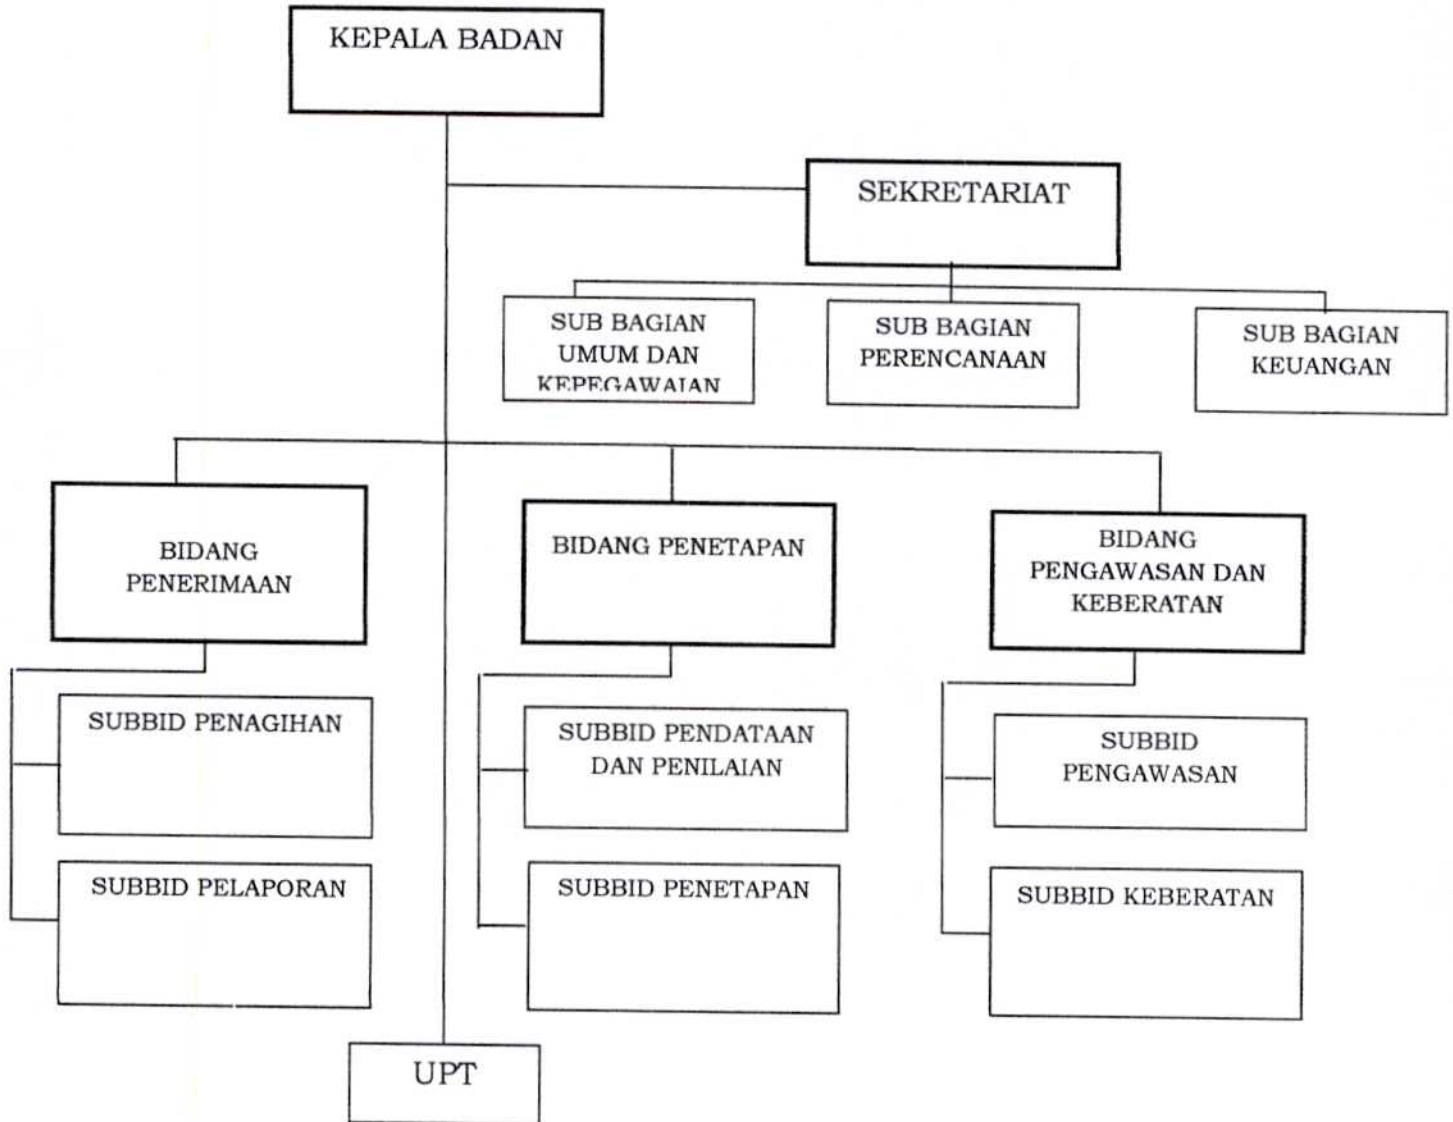 KEPALA BADAN
SEKRETARIAT
SUB BAGIAN
UMUM DAN
KEPEGAWAIAN
SUB BAGIAN
PERENCANAAN
SUB BAGIAN
KEUANGAN
BIDANG
PENERIMAAN
BIDANG PENETAPAN
BIDANG
PENGAWASAN DAN
KEBERATAN
SUBBID PENAGIHAN
SUBBID PENDATAAN
DAN PENILAIAN
SUBBID
PENGAWASAN
SUBBID PELAPORAN
SUBBID PENETAPAN
SUBBID KEBERATAN
UPT